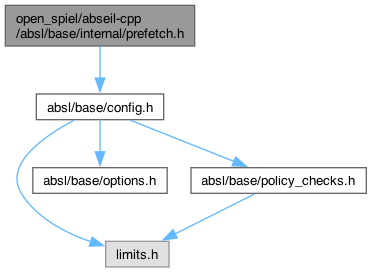 open_spiel/abseil-cpp
/absl/base/internal/prefetch.h
absl/base/config.h
absl/base/options.h
absl/base/policy_checks.h
limits.h